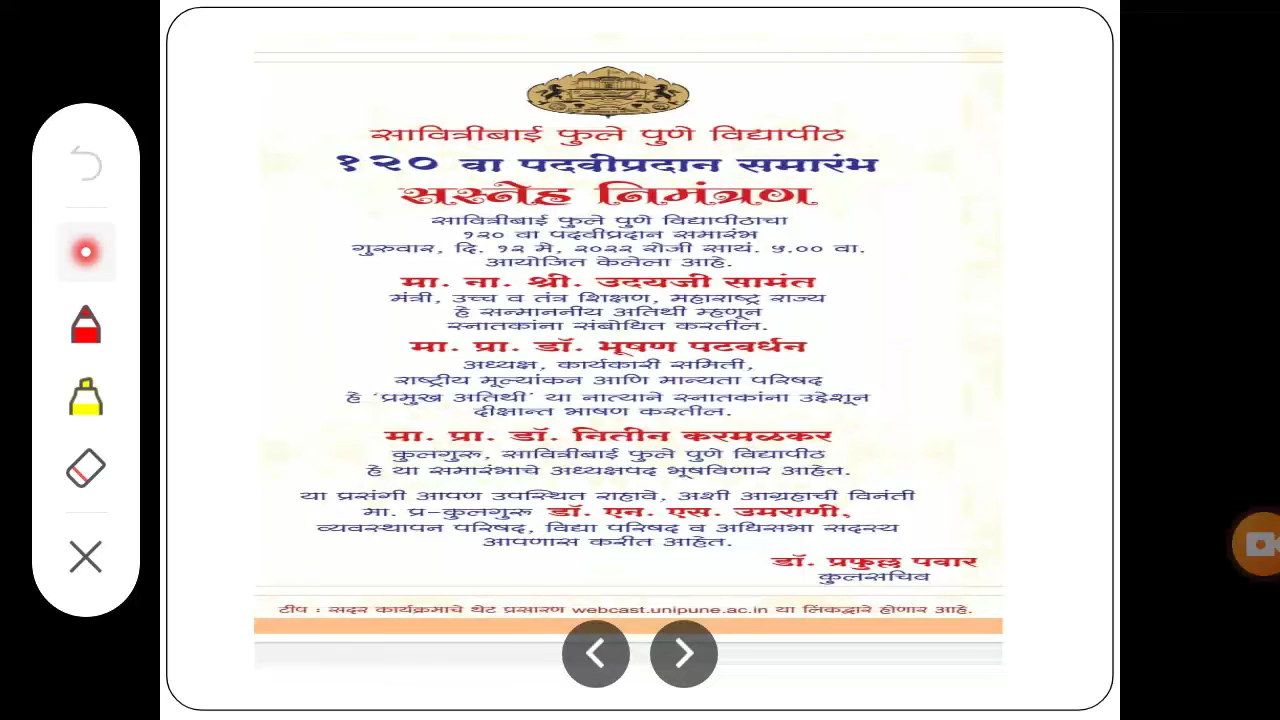 सावित्रीबाई फुले पुणे विद्यापीठ
१२० वा पदवीप्रदान समारंभ
सस्नेह निमंत्रण
सावित्रीबाई फुले पुणे विद्यापीठाचा
१२० वा पदवीप्रदान समारंभ
गुरुवार, दि. १२ मे, २०२२ रोजी सायं. ५.०० वा.
आयोजित केलेला आहे.
मा. ना. श्री. उदयजी सामंत
मंत्री, उच्च व तंत्र शिक्षण, महाराष्ट्र राज्य
हे सन्माननीय अतिथी म्हणून
स्नातकांना संबोधित करतील.
मा. प्रा. डॉ. भूषण पटवर्धन
अध्यक्ष, कार्यकारी समिती,
राष्ट्रीय मूल्यांकन आणि मान्यता परिषद
हे ‘प्रमुख अतिथी’ या नात्याने स्नातकांना उद्देशून
दीक्षान्त भाषण करतील.
मा. प्रा. डॉ. नितीन करमळकर
कुलगुरू, सावित्रीबाई फुले पुणे विद्यापीठ
हे या समारंभाचे अध्यक्षपद भूषविणार आहेत.
या प्रसंगी आपण उपस्थित राहावे, अशी आग्रहाची विनंती
मा. प्र-कुलगुरू डॉ. एन. एस. उमराणी,
व्यवस्थापन परिषद, विद्या परिषद व अधिसभा सदस्य
आपणास करीत आहेत.
डॉ. प्रफुल्ल पवार
कुलसचिव
टीप : सदर कार्यक्रमाचे थेट प्रसारण webcast.unipune.ac.in या लिंकद्वारे होणार आहे.